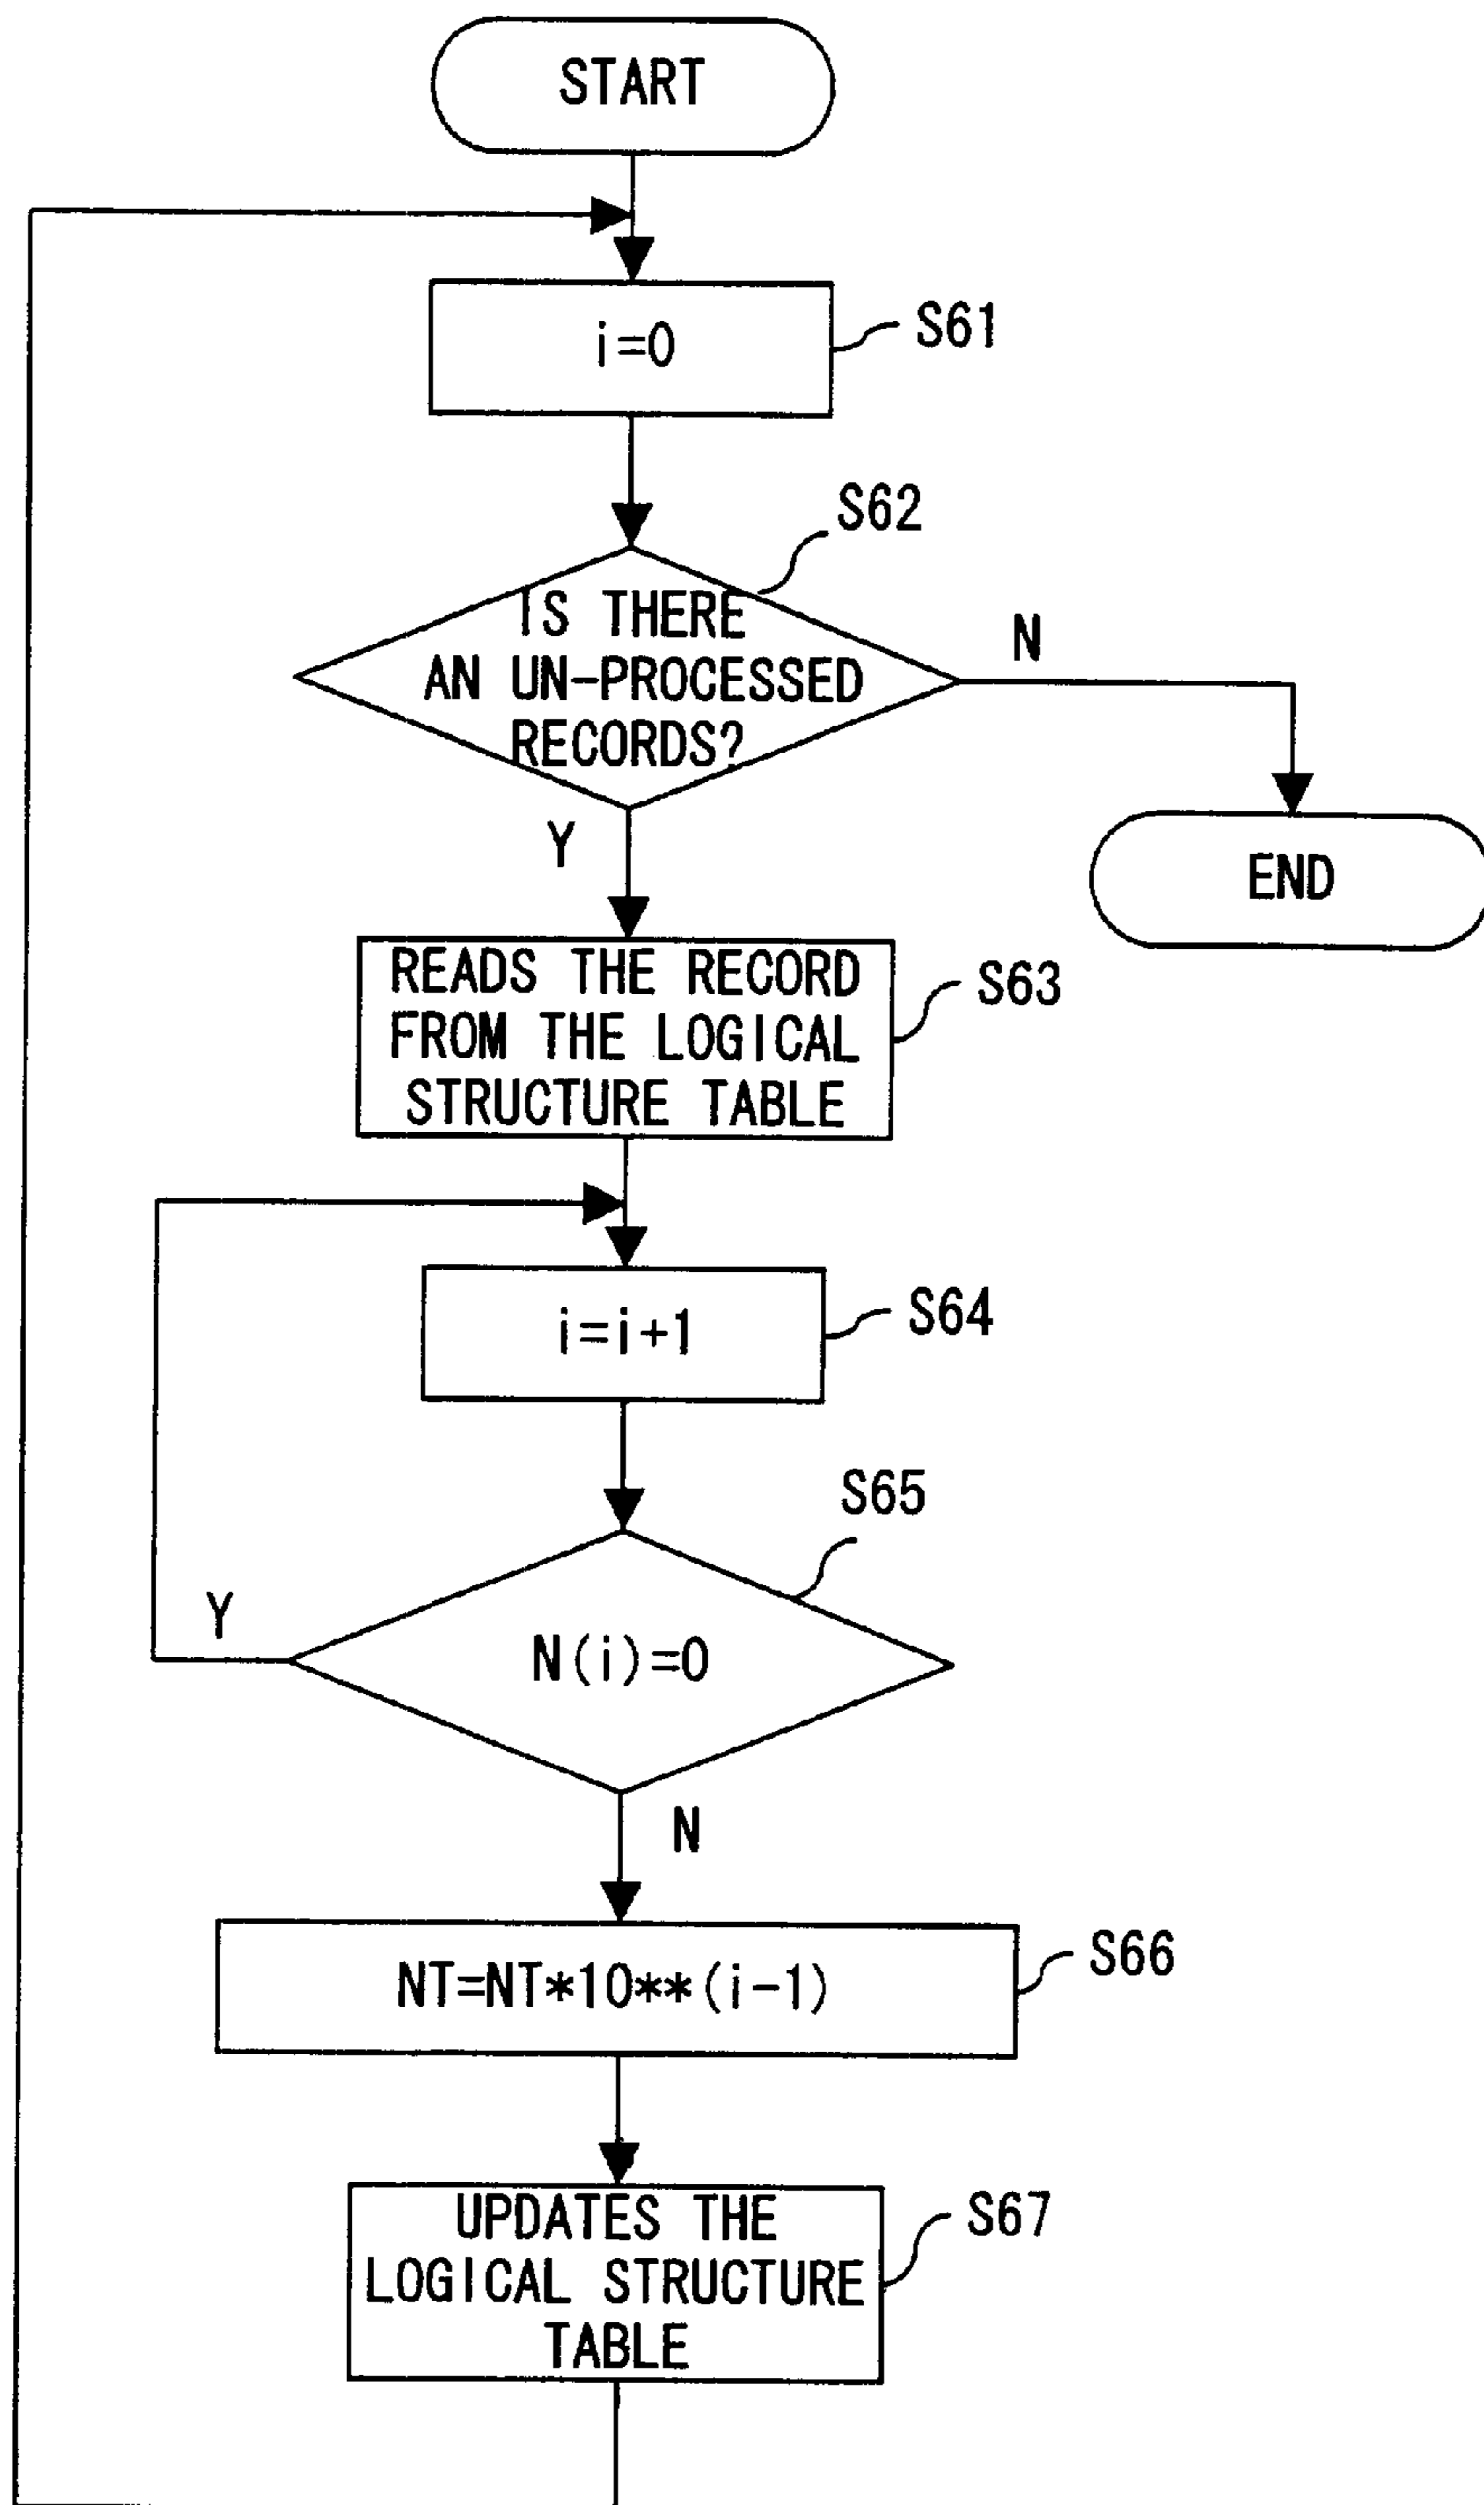 START
i=0
S61
S62
IS THERE
AN UN-PROCESSED
RECORDS?
N
Y
END
READS THE RECORD
FROM THE LOGICAL
STRUCTURE TABLE
S63
i=i+1
S64
S65
Y
N(i)=0
N
NT=NT*10**(i-1)
S66
UPDATES THE
LOGICAL STRUCTURE
TABLE
S67